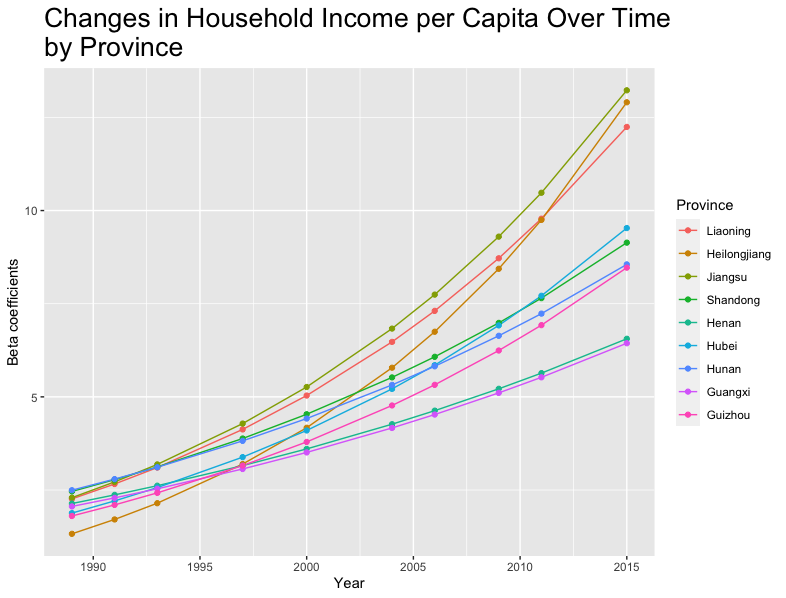 Changes in Household Income per Capita Over Time
by Province
10
5
Beta coefficients
1990
1995
2000
2005
2010
2015
Year
Province
Liaoning
Heilongjiang
Jiangsu
Shandong
Henan
Hubei
Hunan
Guangxi
Guizhou